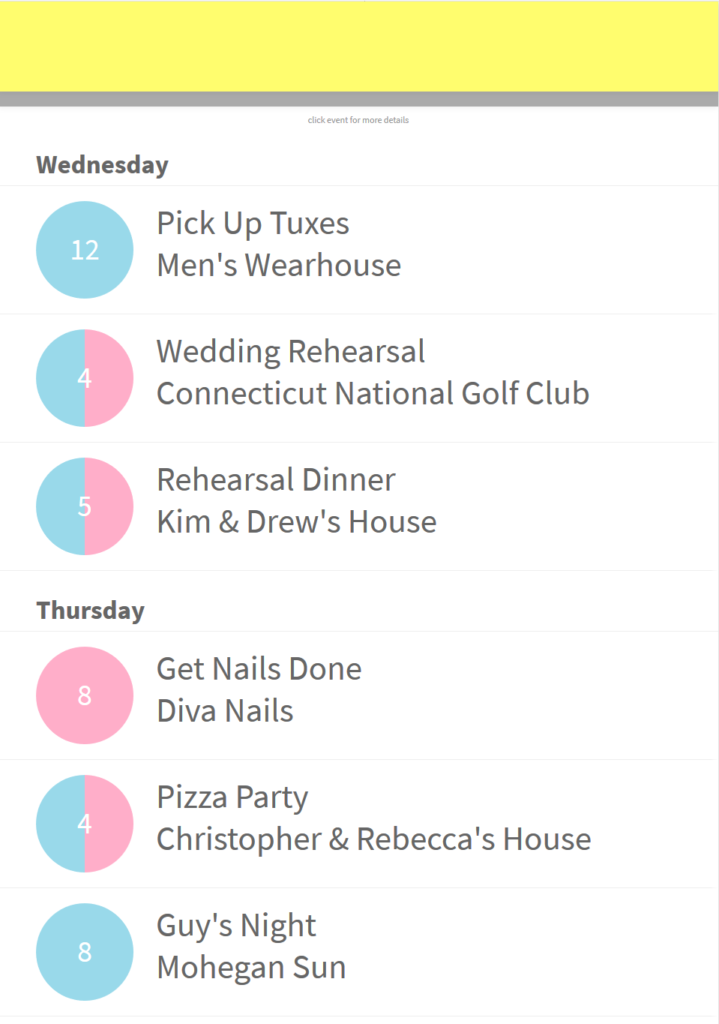 click event for more details
Wednesday
12
Pick Up Tuxes
Men's Wearhouse
4
Wedding Rehearsal
Connecticut National Golf Club
5
Rehearsal Dinner
Kim & Drew's House
Thursday
8
Get Nails Done
Diva Nails
4
Pizza Party
Christopher & Rebecca's House
8
Guy's Night
Mohegan Sun